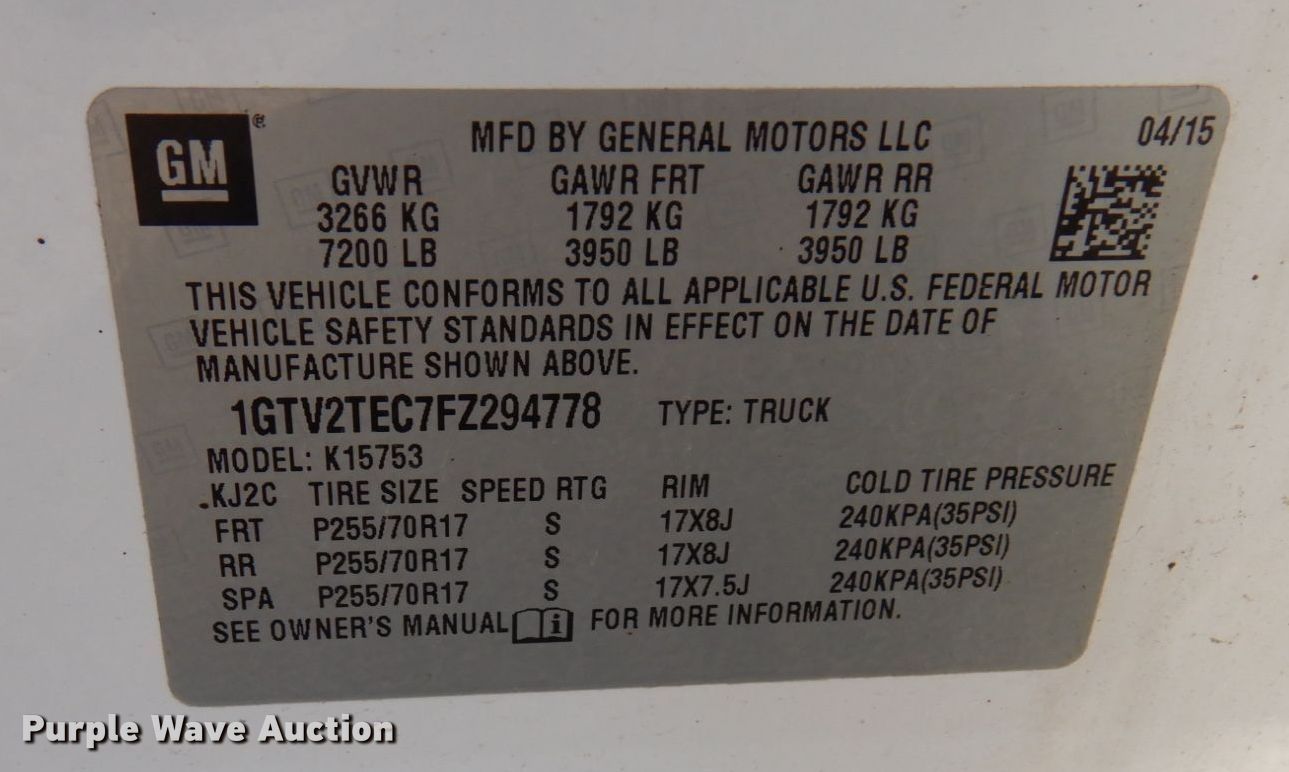 GM ®
MFD BY GENERAL MOTORS LLC 04/15
GVWR GAWR FRT GAWR RR
3266 KG 1792 KG 1792 KG
7200 LB 3950 LB 3950 LB
THIS VEHICLE CONFORMS TO ALL APPLICABLE U.S. FEDERAL MOTOR
VEHICLE SAFETY STANDARDS IN EFFECT ON THE DATE OF
MANUFACTURE SHOWN ABOVE.
1GTV2TEC7FZ294778 TYPE: TRUCK
MODEL: K15753
.KJ2C TIRE SIZE SPEED RTG RIM COLD TIRE PRESSURE
FRT P255/70R17 S 17X8J 240KPA(35PSI)
RR P255/70R17 S 17X8J 240KPA(35PSI)
SPA P255/70R17 S 17X7.5J 240KPA(35PSI)
SEE OWNER'S MANUAL i FOR MORE INFORMATION.
Purple Wave Auction